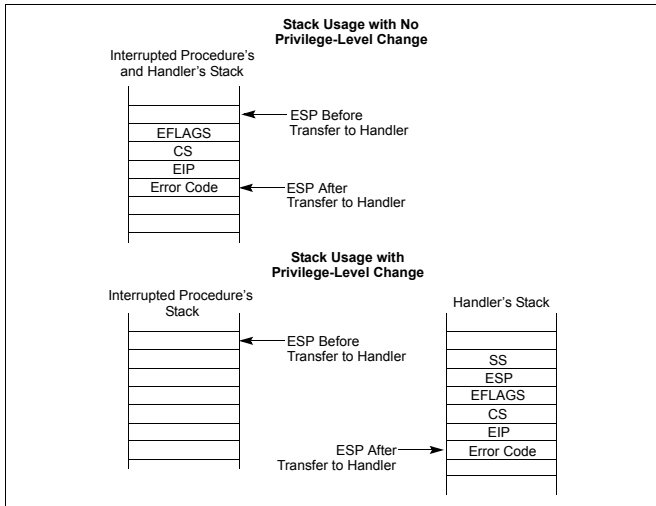 Stack Usage with No
Privilege-Level Change
Interrupted Procedure's
and Handler's Stack
ESP Before
Transfer to Handler
EFLAGS
CS
EIP
Error Code
ESP After
Transfer to Handler
Stack Usage with
Privilege-Level Change
Interrupted Procedure's
Stack
Handler's Stack
ESP Before
Transfer to Handler
SS
ESP
EFLAGS
CS
EIP
ESP After
Transfer to Handler
Error Code